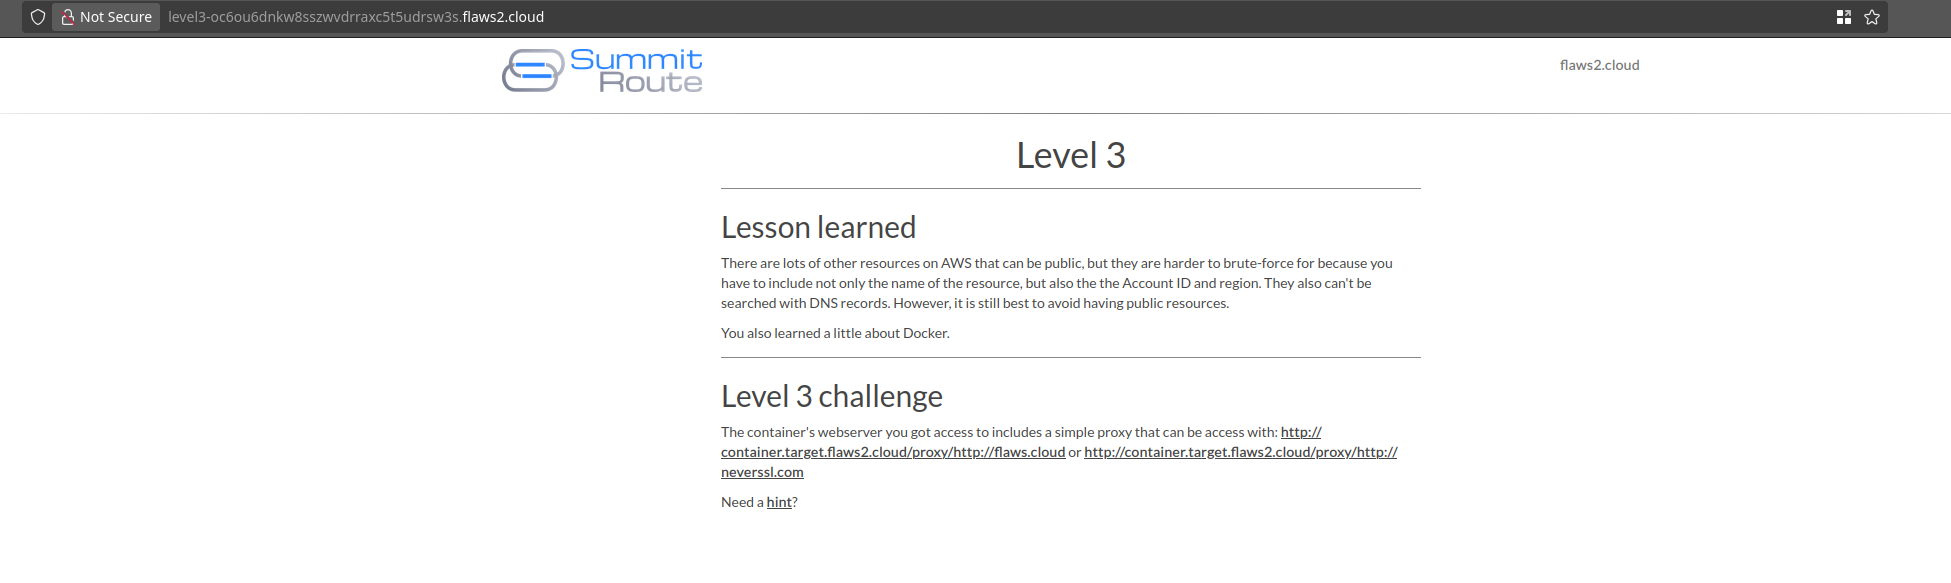 Not Secure level3-oc6ou6dnkw8sszwvdrraxc5t5udrsw3s.flaws2.cloud
Summit
Route
flaws2.cloud
Level 3
Lesson learned
There are lots of other resources on AWS that can be public, but they are harder to brute-force for because you
have to include not only the name of the resource, but also the the Account ID and region. They also can't be
searched with DNS records. However, it is still best to avoid having public resources.
You also learned a little about Docker.
Level 3 challenge
The container's webserver you got access to includes a simple proxy that can be access with: http://
container.target.flaws2.cloud/proxy/http://flaws.cloud or http://container.target.flaws2.cloud/proxy/http://
neverssl.com
Need a hint?